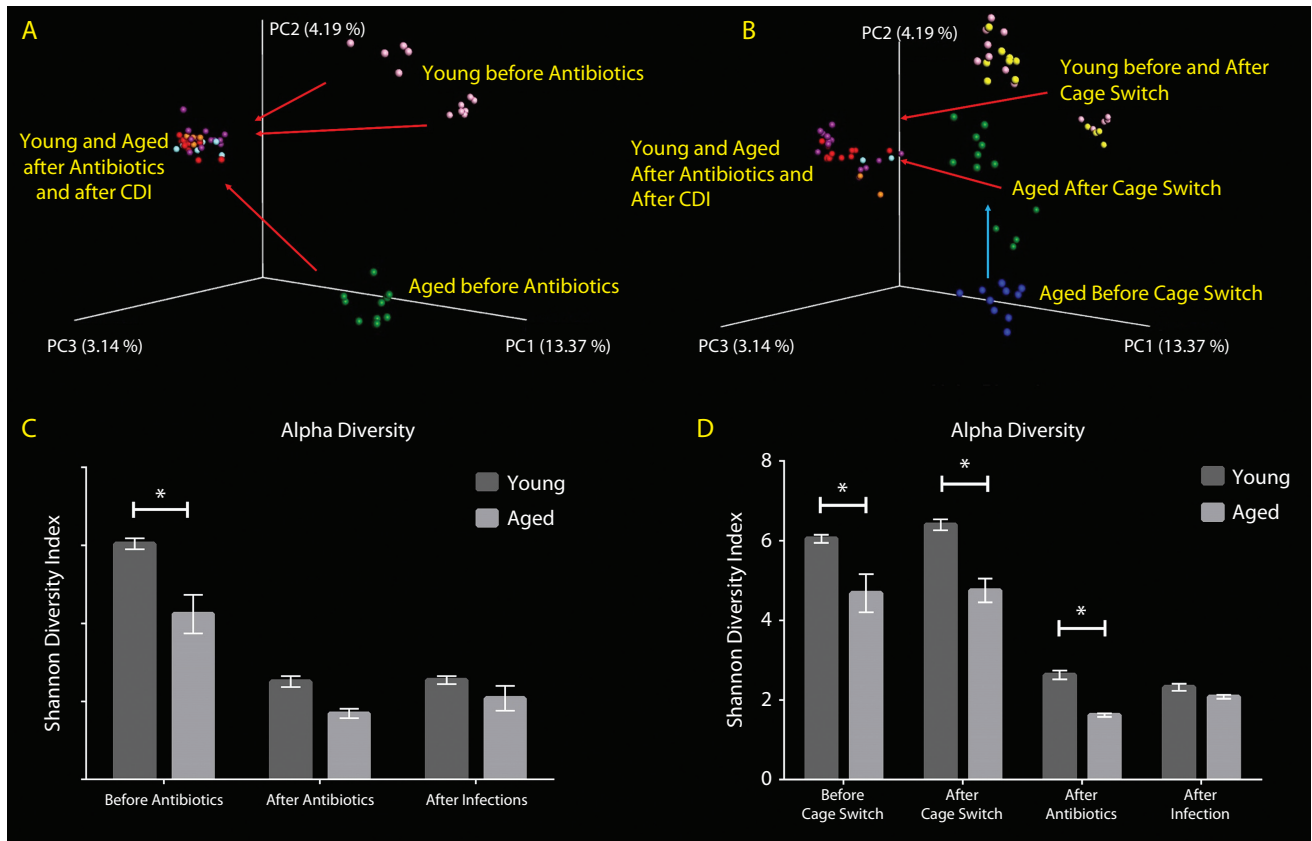 A
PC2 (4.19 %)
Young before Antibiotics
Young and Aged
after Antibiotics
and after CDI
Aged before Antibiotics
PC3 (3.14 %)
PC1 (13.37 %)
B
PC2 (4.19 %)
Young before and After
Cage Switch
Young and Aged
After Antibiotics and
After CDI
Aged After Cage Switch
Aged Before Cage Switch
PC3 (3.14 %)
PC1 (13.37 %)
C
Alpha Diversity
Young
Aged
*
Shannon Diversity Index
Before Antibiotics
After Antibiotics
After Infections
D
Alpha Diversity
Young
Aged
*
*
*
Shannon Diversity Index
8
6
4
2
0
Before
Cage Switch
After
Cage Switch
After
Antibiotics
After
Infection